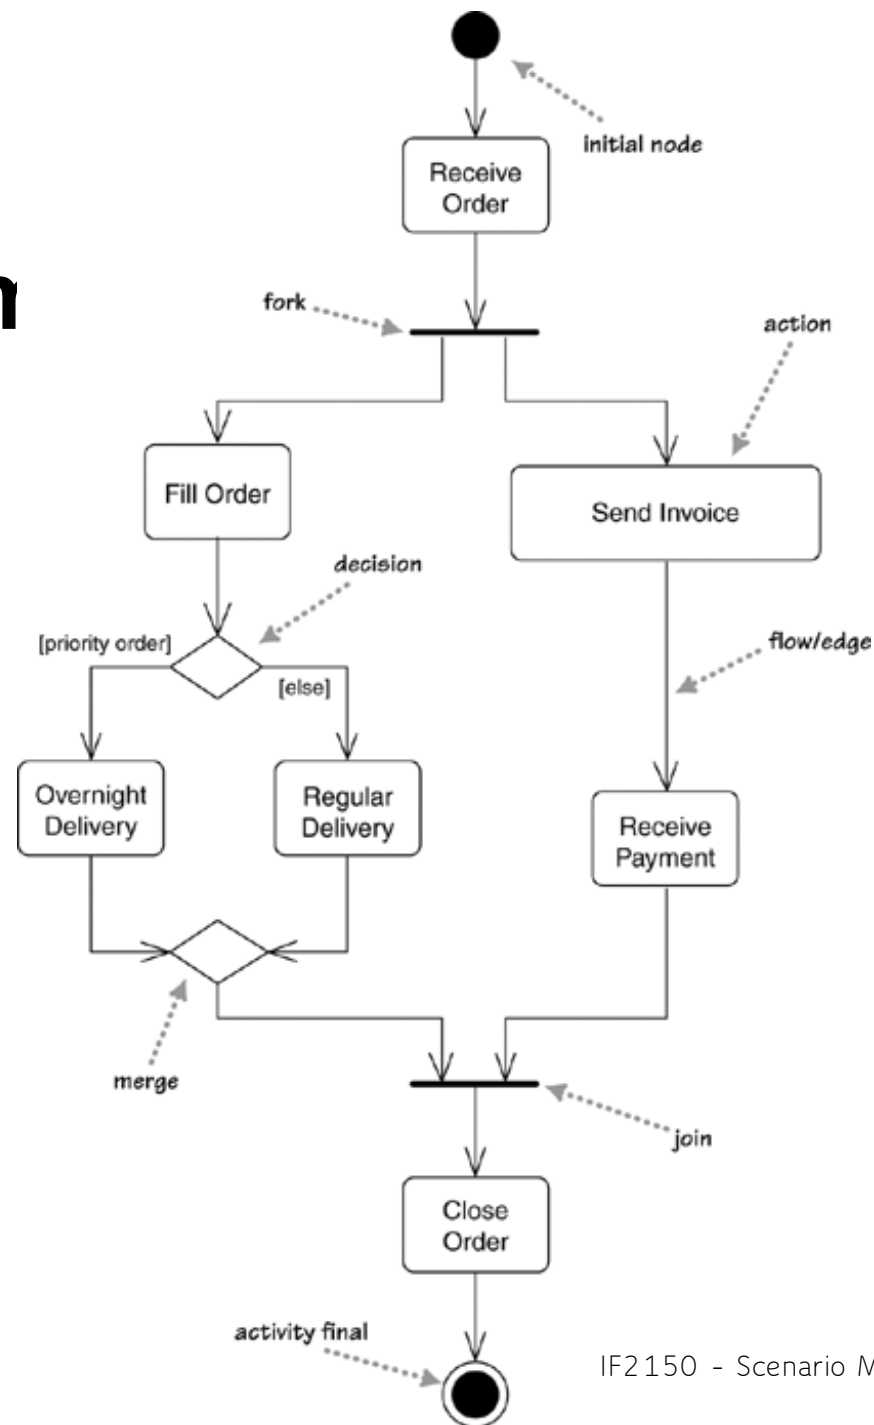 initial node
Receive
Order
fork
action
Fill Order
Send Invoice
decision
[priority order]
flow/edge
[else]
Overnight
Delivery
Regular
Delivery
Receive
Payment
merge
join
Close
Order
activity final
IF2150 - Scenario M